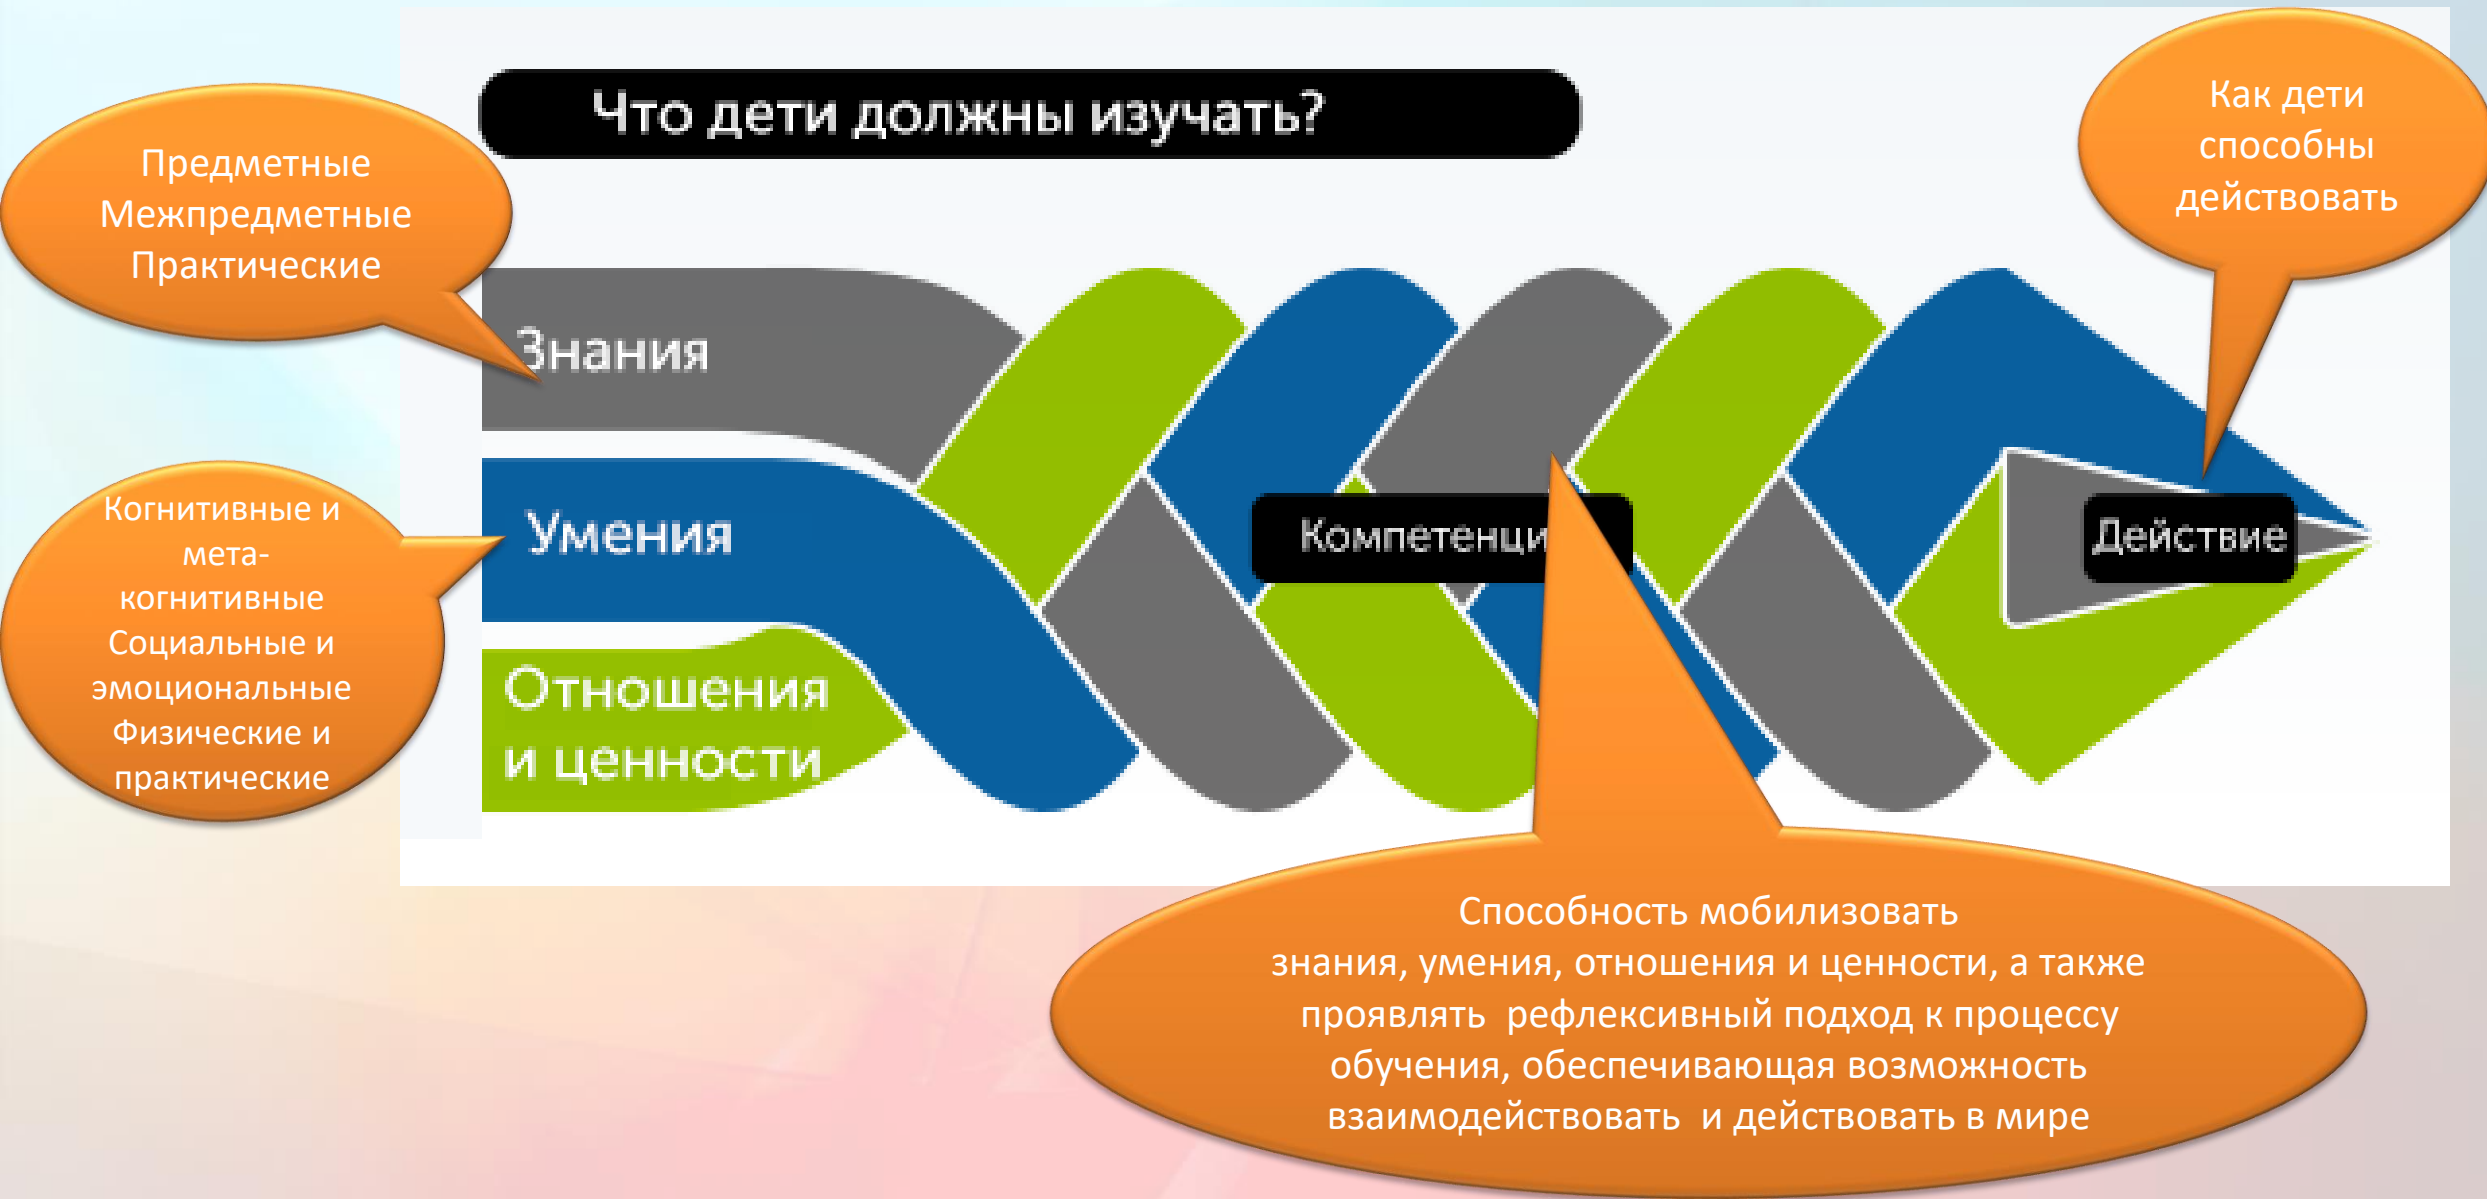 Что дети должны изучать?
Предметные
Межпредметные
Практические
Как дети
способны
действовать
Знания
Умения
Отношения
и ценности
Когнитивные и
мета-
когнитивные
Социальные и
эмоциональные
Физические и
практические
Компетенци
Действие
Способность мобилизовать
знания, умения, отношения и ценности, а также
проявлять рефлексивный подход к процессу
обучения, обеспечивающая возможность
взаимодействовать и действовать в мире